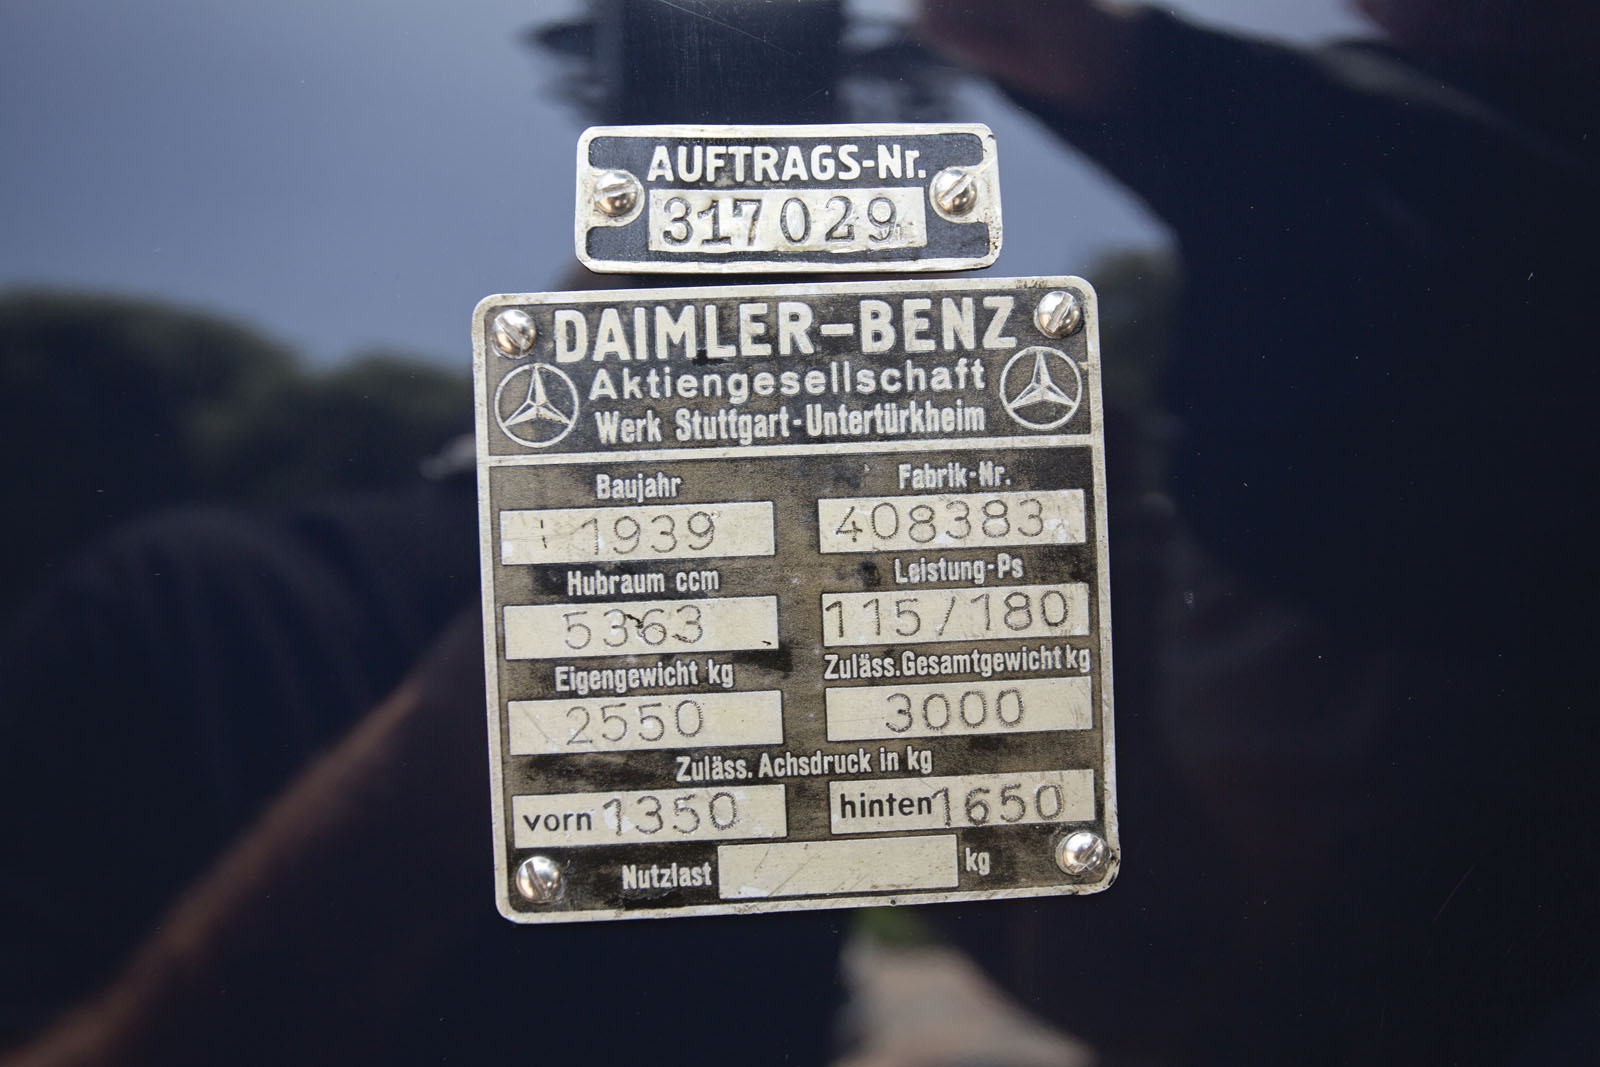 AUFTRAGS-Nr.
317029
DAIMLER-BENZ
Aktiengesellschaft
Werk Stuttgart-Untertürkheim
Baujahr Fabrik-Nr.
1939 408383
Hubraum ccm Leistung-Ps
5363 115/180
Eigengewicht kg Zuläss. Gesamtgewicht kg
2550 3000
Zuläss. Achsdruck in kg
vorn 1350 hinten 1650
Nutzlast kg